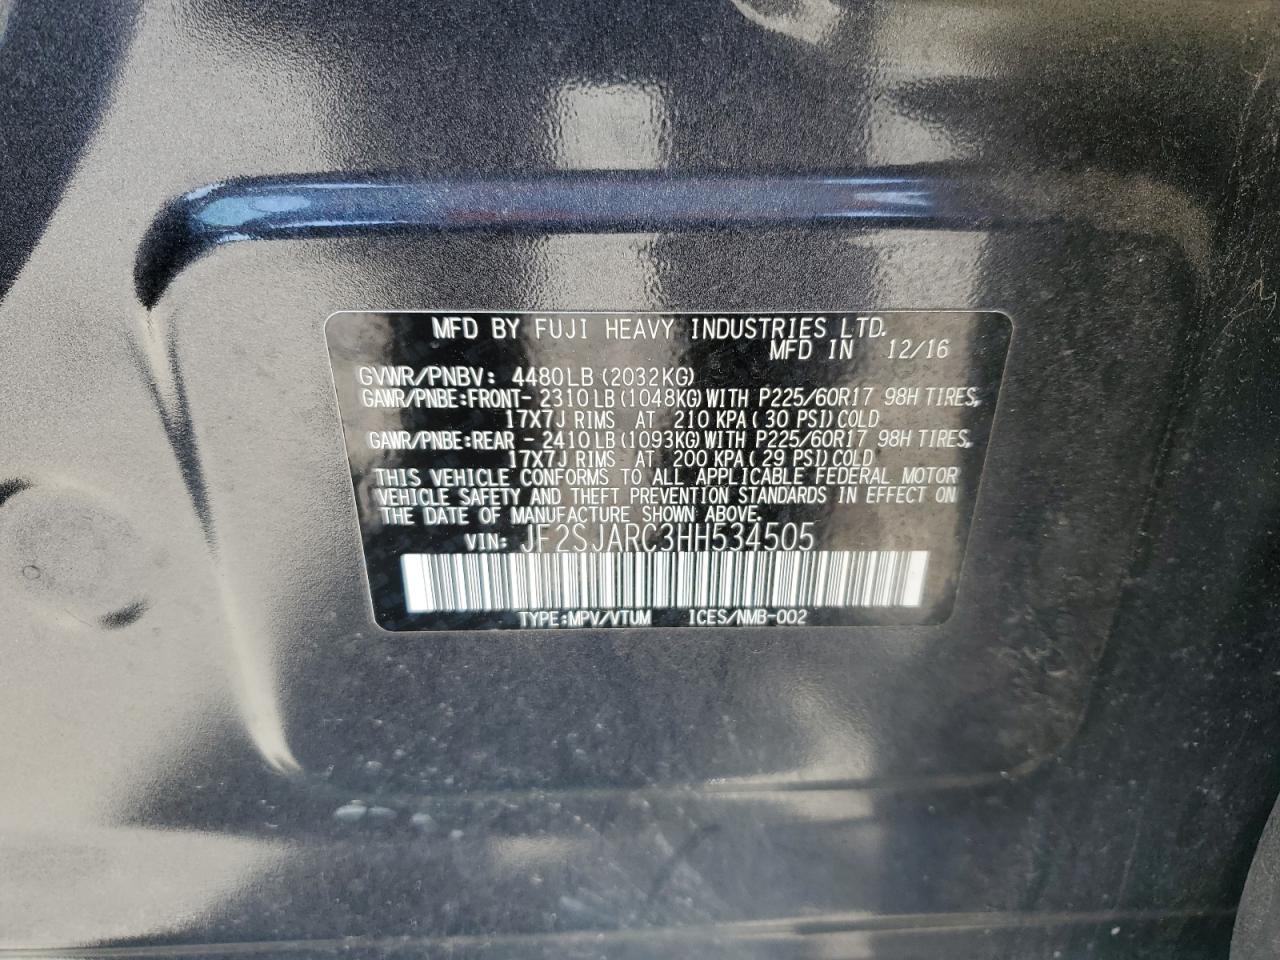 MFD BY FUJI HEAVY INDUSTRIES LTD.
MFD IN 12/16
GVWR/PNBV: 4480LB (2032KG)
GAWR/PNBE:FRONT- 2310LB (1048KG) WITH P225/60R17 98H TIRES,
17X7J RIMS AT 210 KPA( 30 PSI)COLD
GAWR/PNBE:REAR - 2410LB (1093KG) WITH P225/60R17 98H TIRES,
17X7J RIMS AT 200 KPA (29 PSI)COLD
THIS VEHICLE CONFORMS TO ALL APPLICABLE FEDERAL MOTOR
VEHICLE SAFETY AND THEFT PREVENTION STANDARDS IN EFFECT ON
THE DATE OF MANUFACTURE SHOWN ABOVE.
VIN: JF2SJARC3HH534505
TYPE:MPV/VTUM ICES/NMB-002